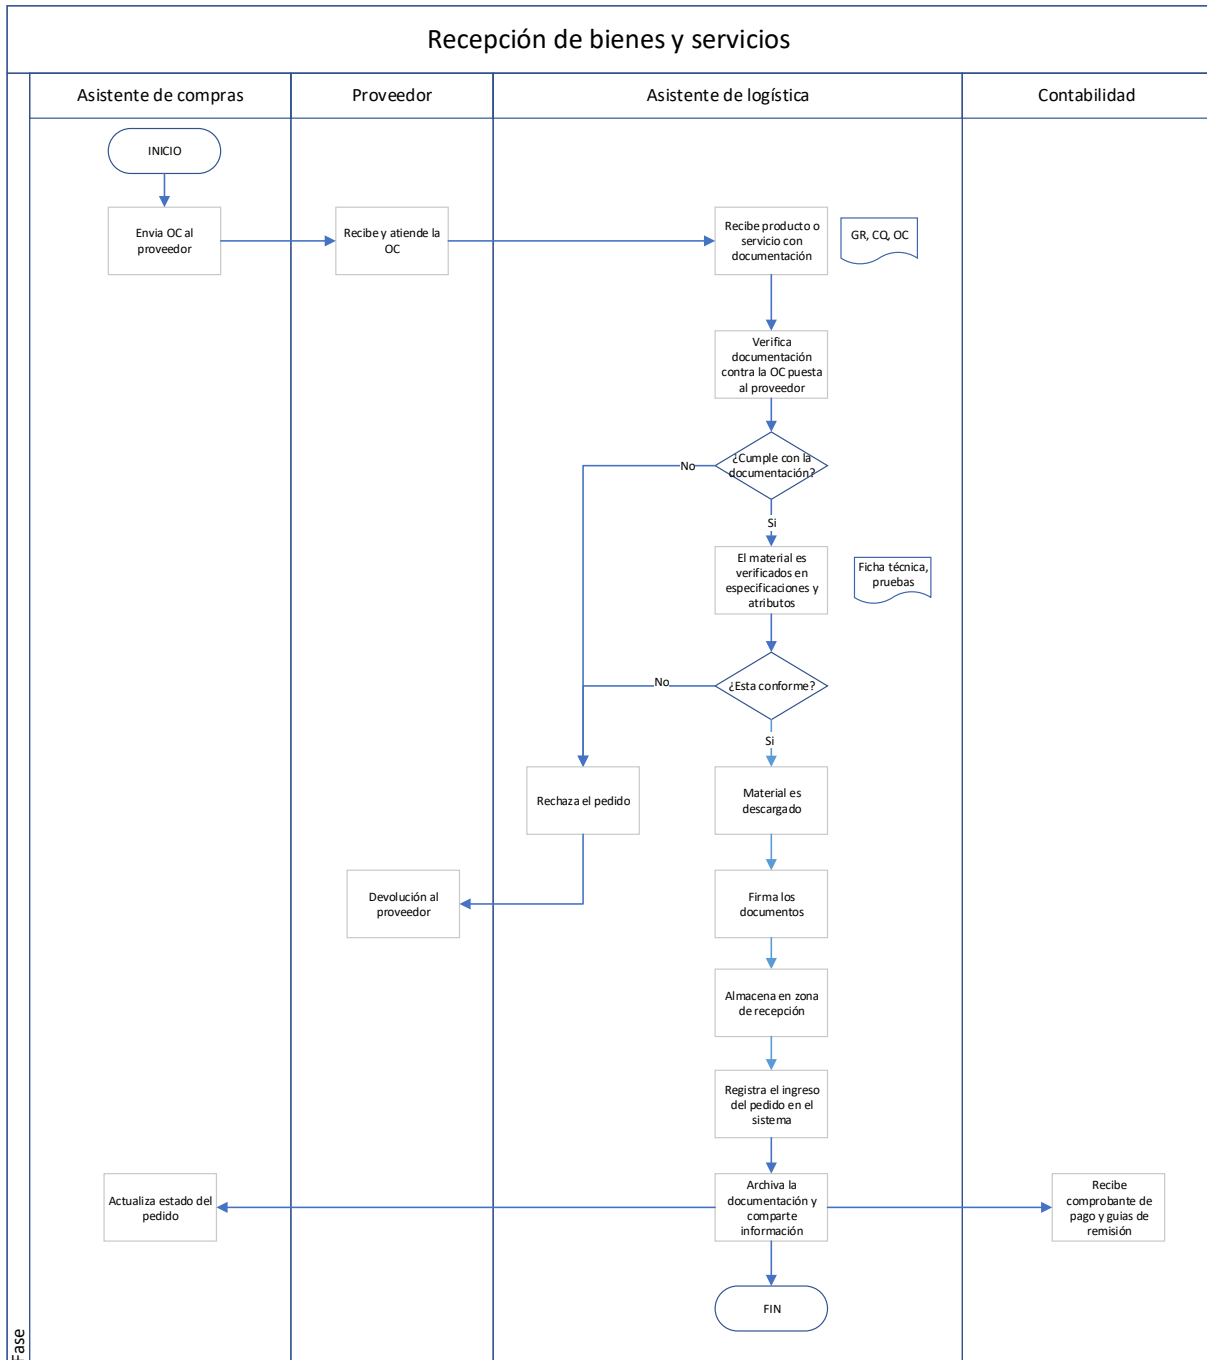 Recepción de bienes y servicios
Asistente de compras
Proveedor
Asistente de logística
Contabilidad
INICIO
Envia OC al
proveedor
Recibe y atiende la
OC
Recibe producto o
servicio con
documentación
GR, CQ, OC
Verifica
documentación
contra la OC puesta
al proveedor
¿Cumple con la
documentación?
No
Si
El material es
verificados en
especificaciones y
atributos
Ficha técnica,
pruebas
¿Esta conforme?
No
Si
Rechaza el pedido
Material es
descargado
Devolución al
proveedor
Firma los
documentos
Almacena en zona
de recepción
Registra el ingreso
del pedido en el
sistema
Actualiza estado del
pedido
Archiva la
documentación y
comparte
información
Recibe
comprobante de
pago y guias de
remisión
FIN
Fase